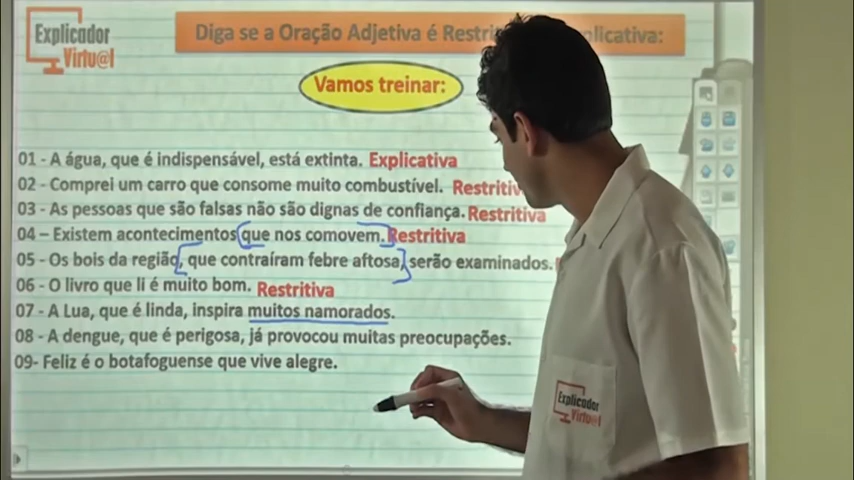 Explicador
Virtu@l
Diga se a Oração Adjetiva é Explicativa:
Vamos treinar:
01 - A água, que é indispensável, está extinta. Explicativa
02 - Comprei um carro que consome muito combustível.
03 - As pessoas que são falsas não são dignas de confiança. Restritiva
04 – Existem acontecimentos que nos comovem. Restritiva
05 - Os bois da região, que contraíram febre aftosa, serão examinados.
06 - O livro que li é muito bom. Restritiva
07 - A Lua, que é linda, inspira muitos namorados.
08 - A dengue, que é perigosa, já provocou muitas preocupações.
09- Feliz é o botafoguense que vive alegre.
Explicador
Virtu@l